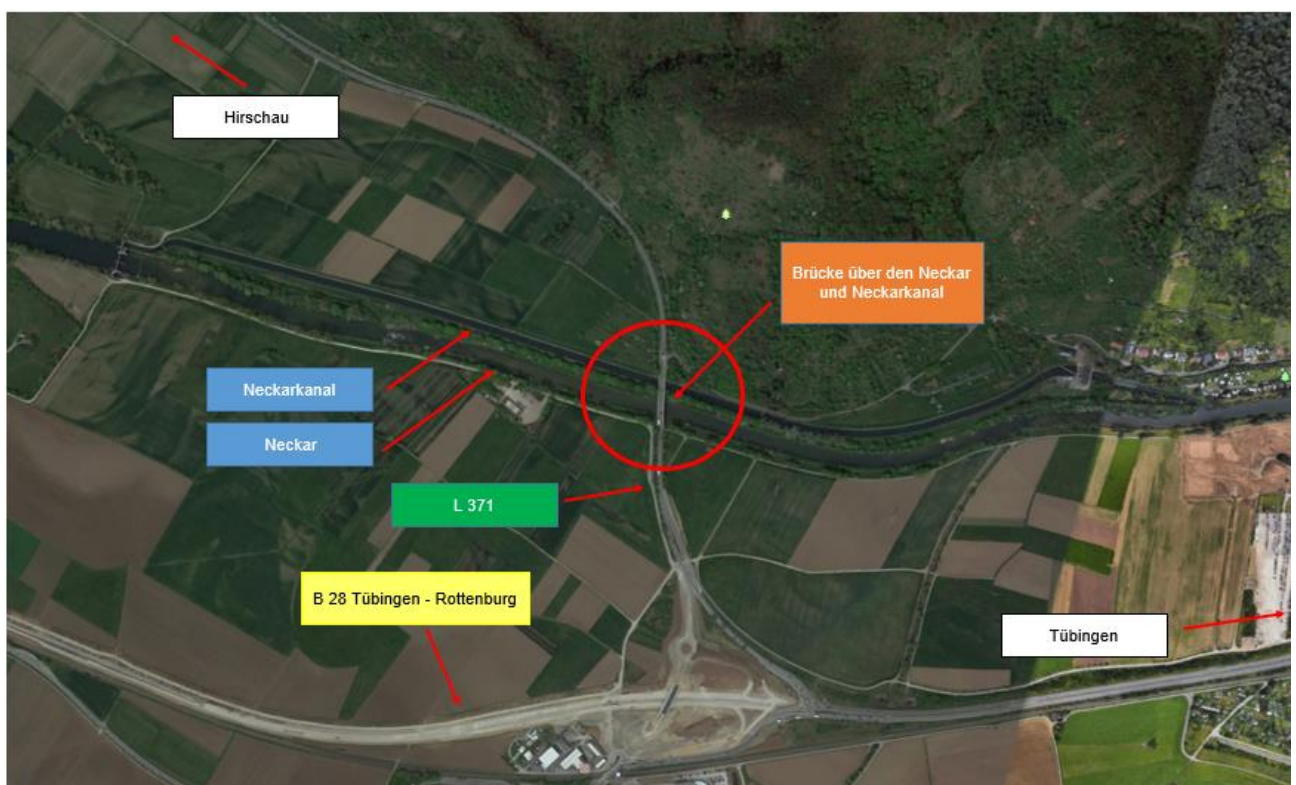 Hirschau
Brücke über den Neckar
und Neckarkanal
Neckarkanal
Neckar
L 371
B 28 Tübingen - Rottenburg
Tübingen